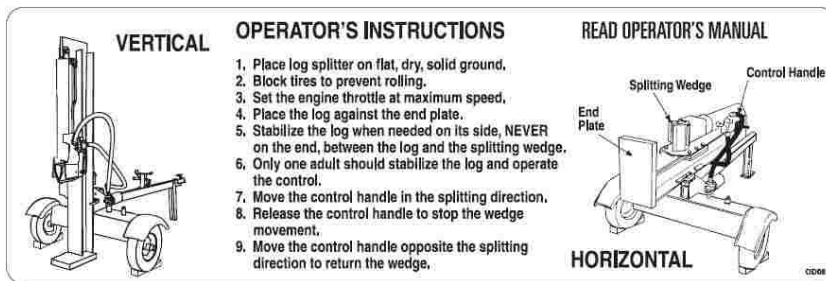 VERTICAL
OPERATOR'S INSTRUCTIONS
1. Place log splitter on flat, dry, solid ground.
2. Block tires to prevent rolling.
3. Set the engine throttle at maximum speed.
4. Place the log against the end plate.
5. Stabilize the log when needed on its side, NEVER
on the end, between the log and the splitting wedge.
6. Only one adult should stabilize the log and operate
the control.
7. Move the control handle in the splitting direction.
8. Release the control handle to stop the wedge
movement.
9. Move the control handle opposite the splitting
direction to return the wedge.
READ OPERATOR'S MANUAL
Control Handle
Splitting Wedge
End
Plate
HORIZONTAL